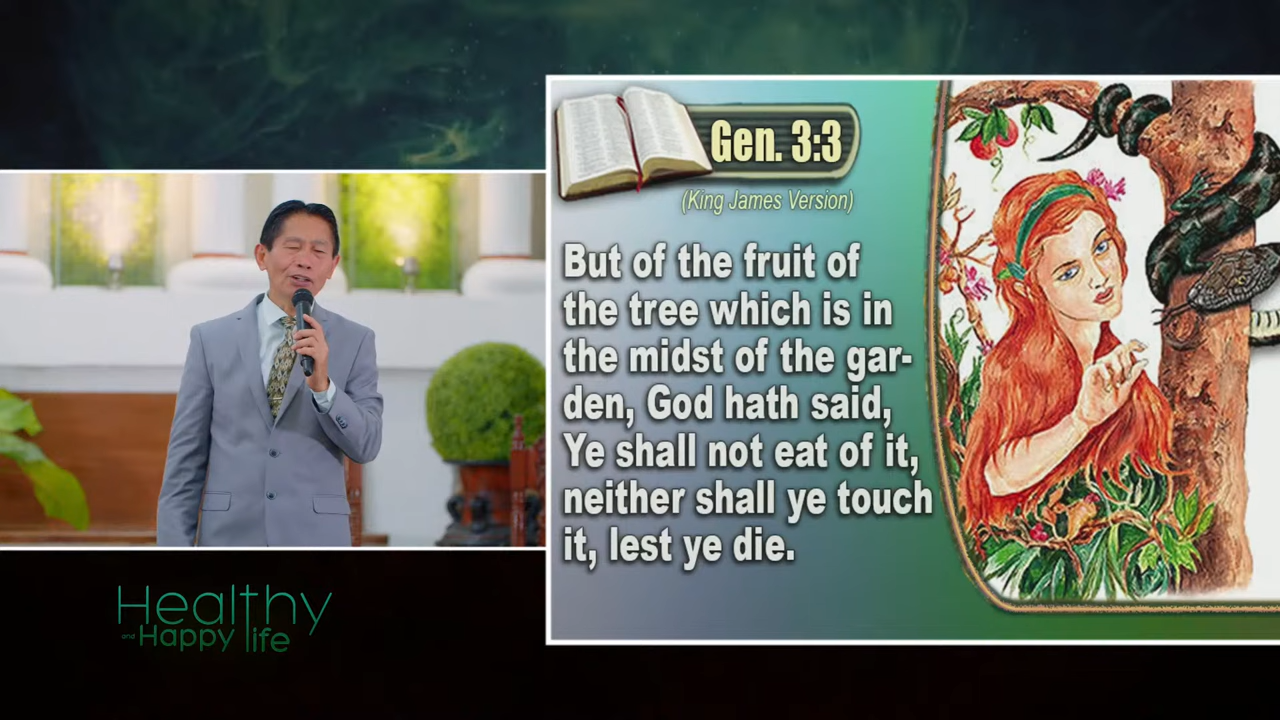 Gen. 3:3
(King James Version)
But of the fruit of
the tree which is in
the midst of the gar-
den, God hath said,
Ye shall not eat of it,
neither shall ye touch
it, lest ye die.
Healthy
and Happy life